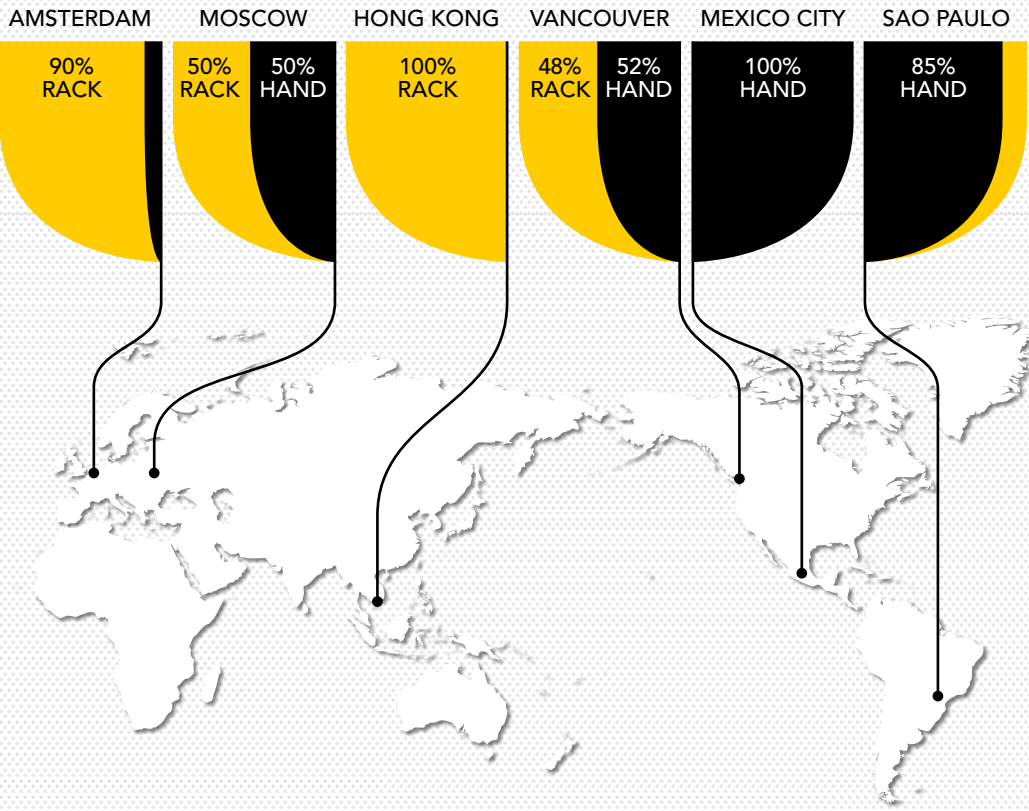 AMSTERDAM
MOSCOW
HONG KONG
VANCOUVER
MEXICO CITY
SAO PAULO
90%
RACK
50%
RACK
50%
HAND
100%
RACK
48%
RACK
52%
HAND
100%
HAND
85%
HAND